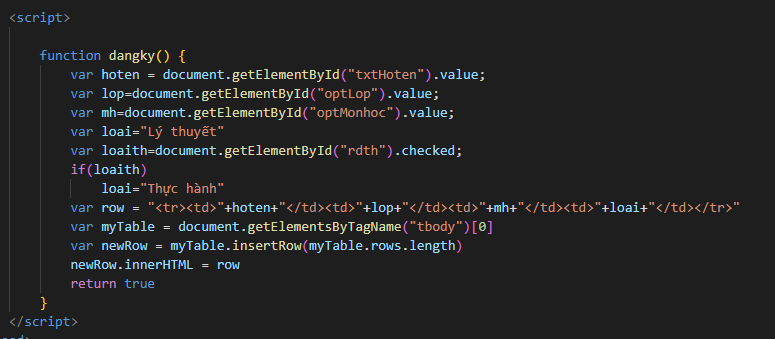 <script>
function dangky() {
var hoten = document.getElementById("txtHoten").value;
var lop=document.getElementById("optLop").value;
var mh=document.getElementById("optMonhoc").value;
var loai="Lý thuyết"
var loaith=document.getElementById("rdth").checked;
if(loaith)
loai="Thực hành"
var row = "<tr><td>"+hoten+"</td><td>"+lop+"</td><td>"+mh+"</td><td>"+loai+"</td></tr>"
var myTable = document.getElementsByTagName("tbody")[0]
var newRow = myTable.insertRow(myTable.rows.length)
newRow.innerHTML = row
return true
}
</script>